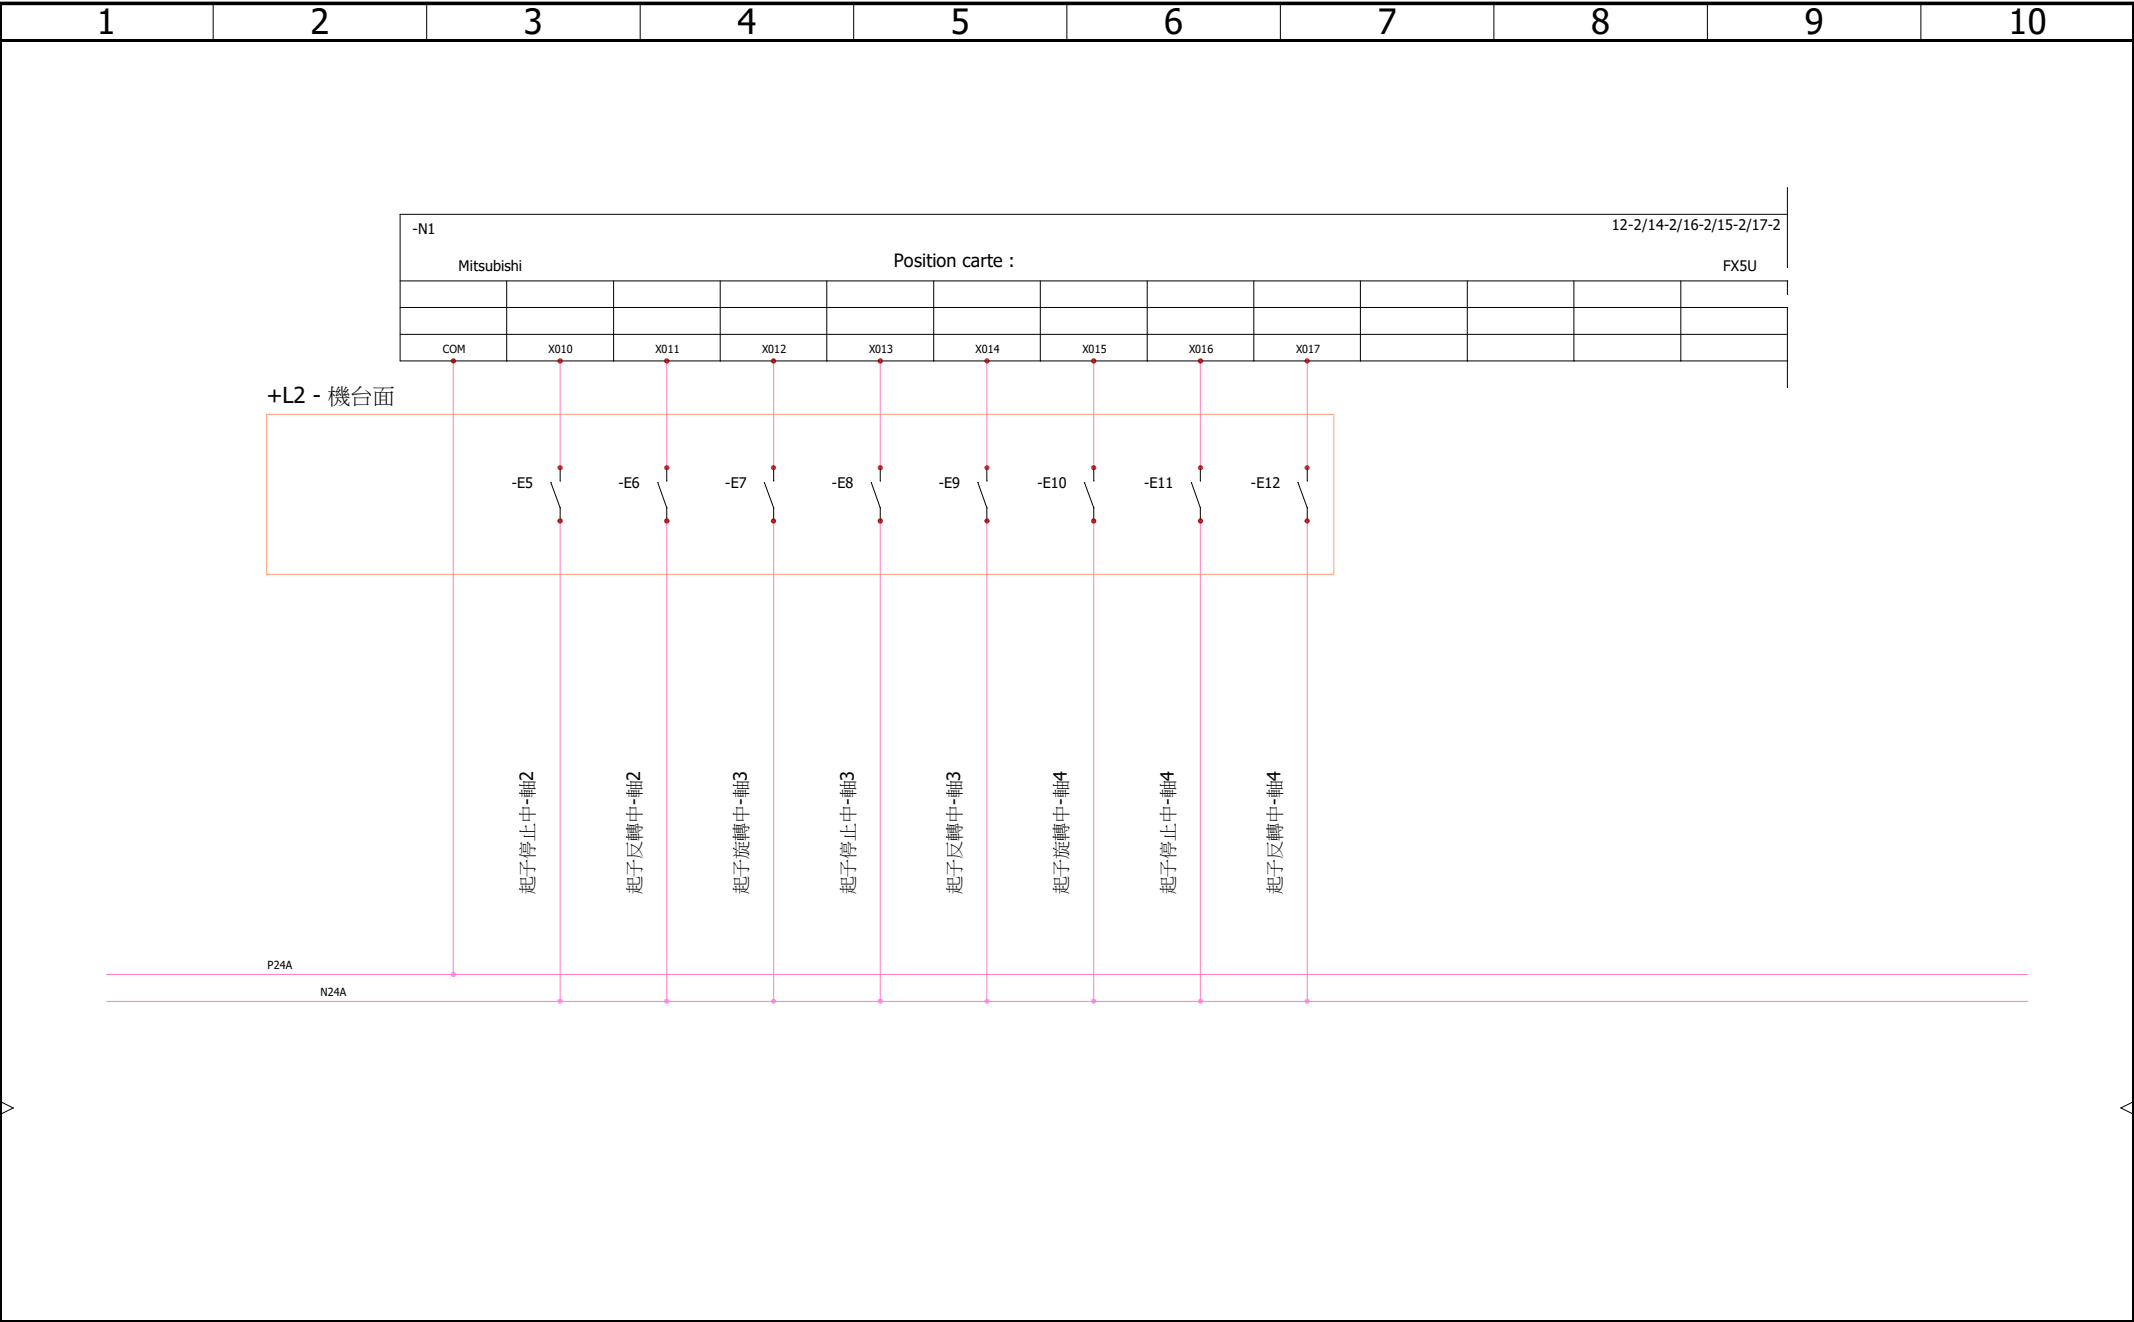 1 2 3 4 5 6 7 8 9 10
-N1 12-2/14-2/16-2/15-2/17-2
Mitsubishi Position carte : FX5U
COM X010 X011 X012 X013 X014 X015 X016 X017
+L2 - 機台面
-E5 -E6 -E7 -E8 -E9 -E10 -E11 -E12
起子停止中-軸2
起子反轉中-軸2
起子旋轉中-軸3
起子停止中-軸3
起子反轉中-軸3
起子旋轉中-軸4
起子停止中-軸4
起子反轉中-軸4
P24A
N24A